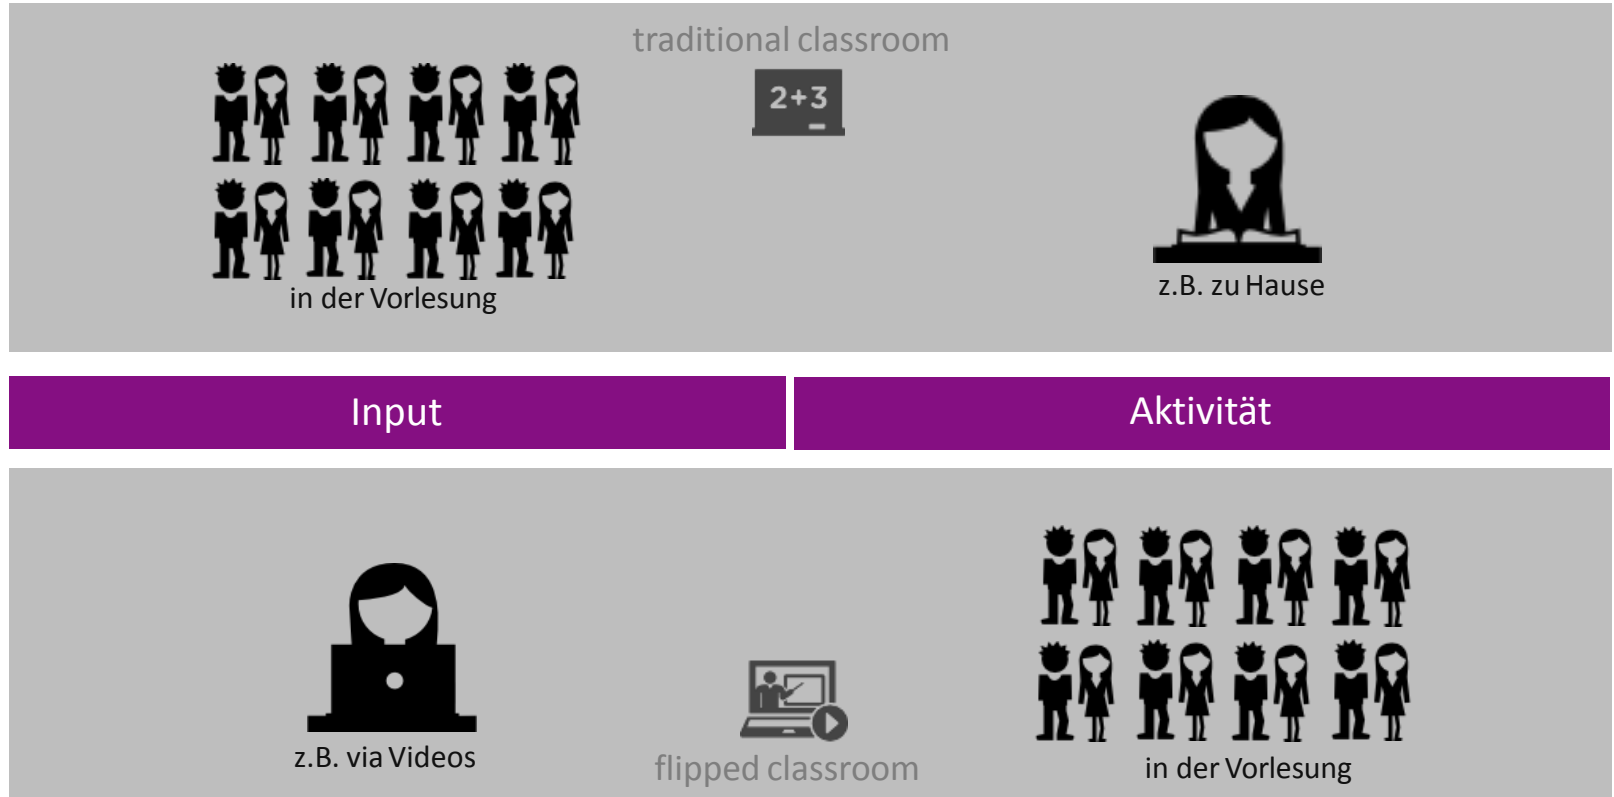 traditional classroom
2+3
in der Vorlesung
z.B. zu Hause
Input
Aktivität
z.B. via Videos
flipped classroom
in der Vorlesung